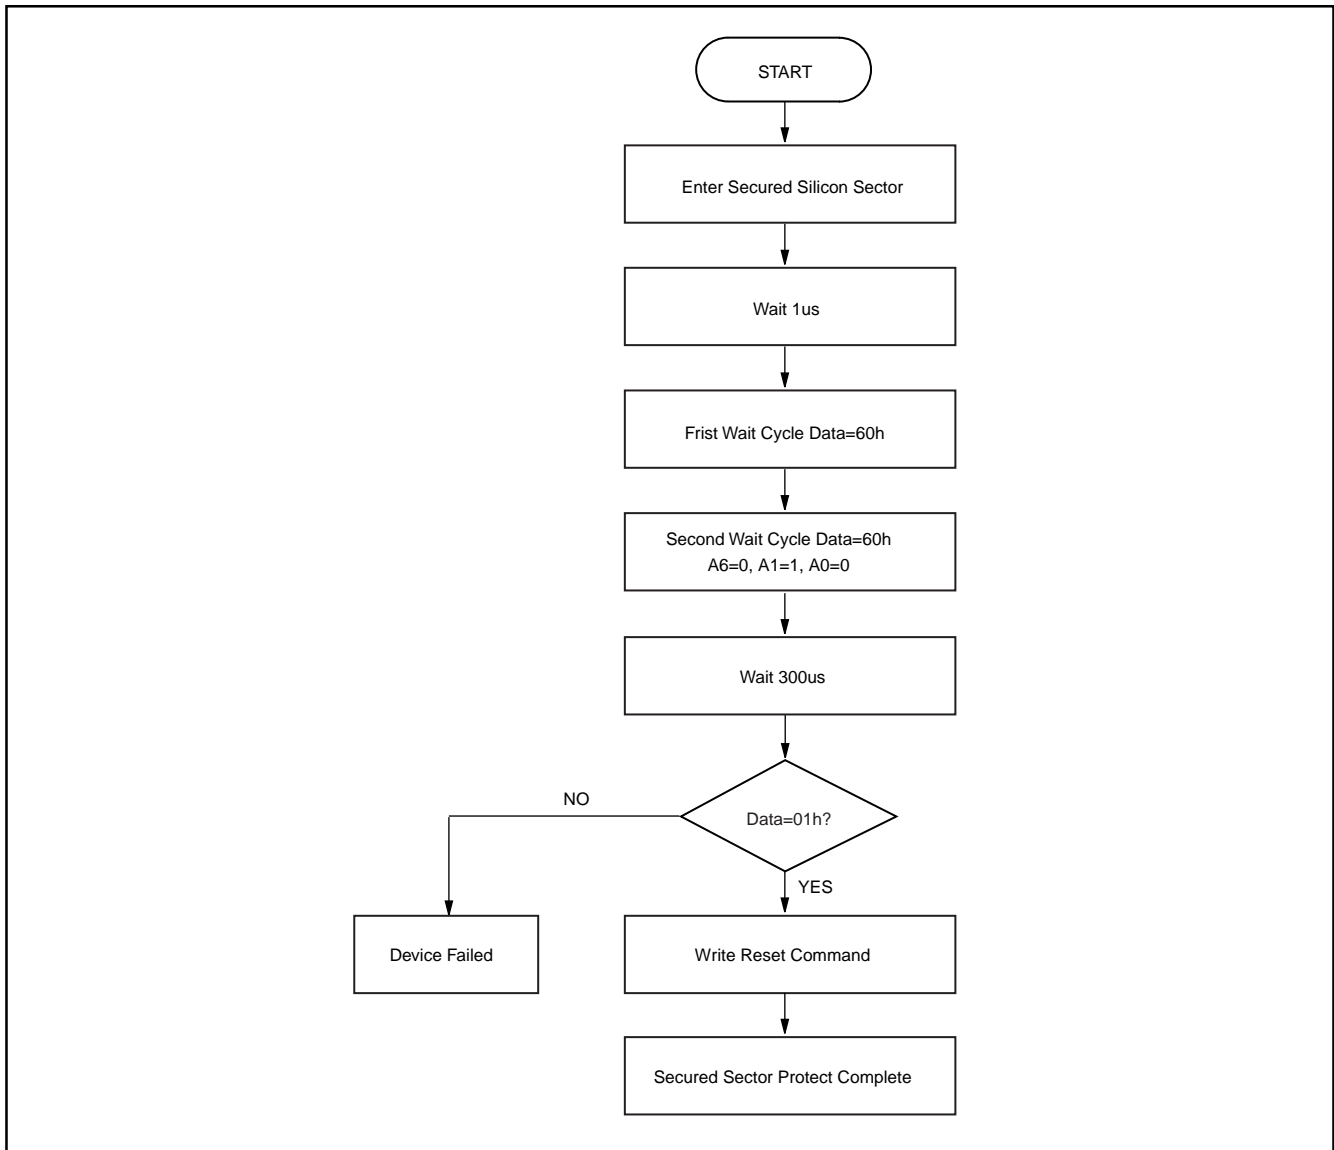 START
Enter Secured Silicon Sector
Wait 1us
Frist Wait Cycle Data=60h
Second Wait Cycle Data=60h
A6=0, A1=1, A0=0
Wait 300us
Data=01h?
NO
YES
Device Failed
Write Reset Command
Secured Sector Protect Complete